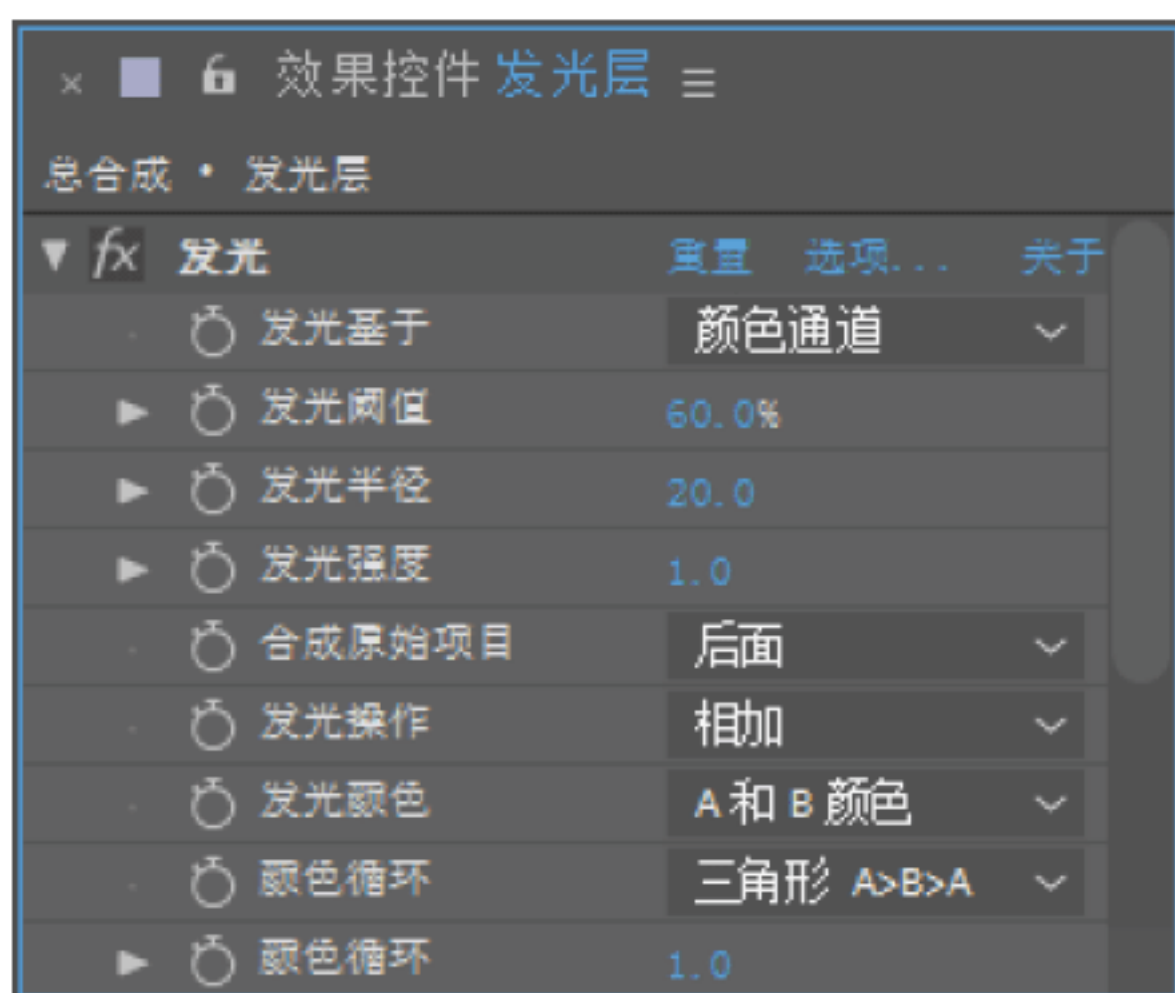 效果控件 发光层
总合成 • 发光层
fx 发光 重置 选项... 关于
发光基于 颜色通道
发光阈值 60.0%
发光半径 20.0
发光强度 1.0
合成原始项目 后面
发光操作 相加
发光颜色 A 和 B 颜色
颜色循环 三角形 A>B>A
颜色循环 1.0